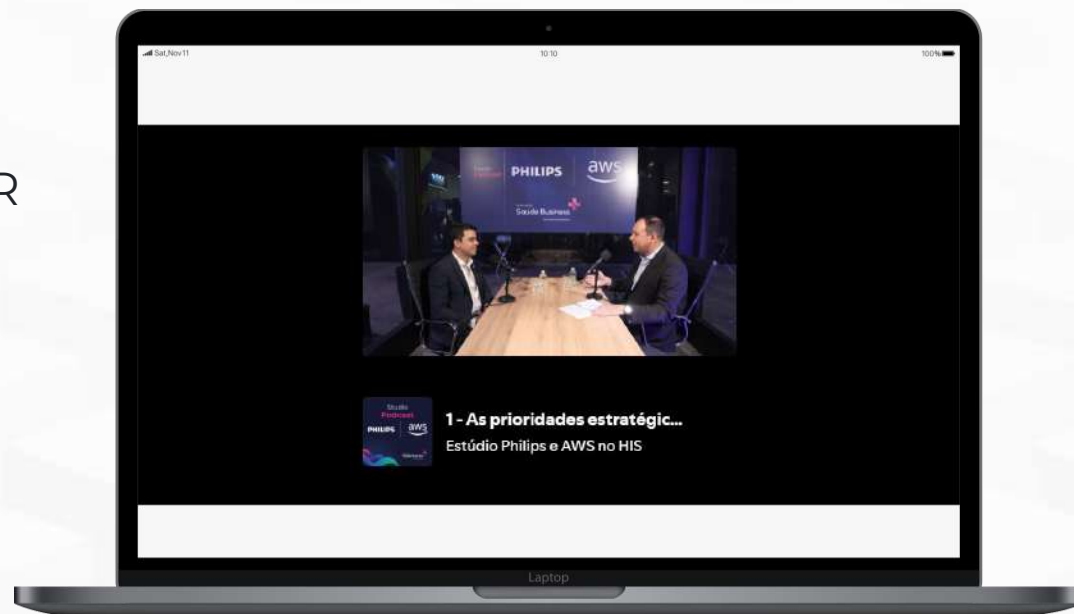 R
Sat,Nov 11
10:10
100%
PHILIPS
aws
Saúde Business
Studio
Podcast
PHILIPS
aws
1 - As prioridades estratégic...
Estúdio Philips e AWS no HIS
Laptop